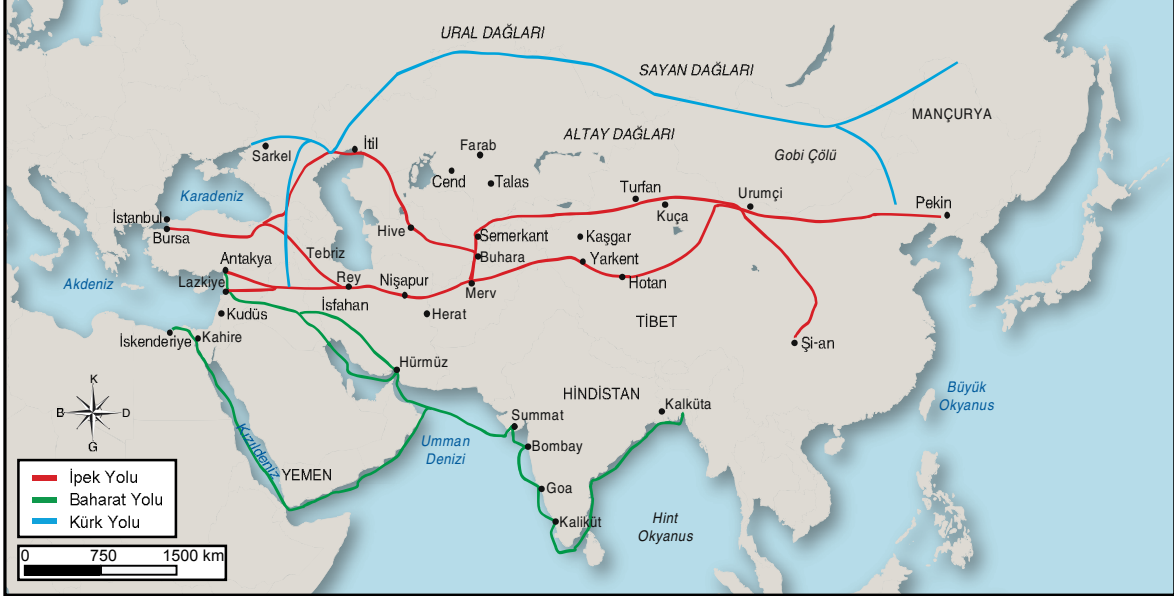 URAL DAĞLARI
SAYAN DAĞLARI
MANÇURYA
ALTAY DAĞLARI
Gobi Çölü
Sarkel
İtil
Farab
Cend
Talas
Karadeniz
Turfan
Kuça
Urumçi
Pekin
İstanbul
Bursa
Hive
Semerkant
Kaşgar
Buhara
Yarkent
Tebriz
Antakya
Akdeniz
Lazkiye
Rey
Nişapur
Merv
Hotan
İsfahan
Kudüs
Herat
TİBET
İskenderiye
Kahire
Şi-an
Hürmüz
K
B
D
G
HİNDİSTAN
Kalküta
Büyük
Okyanus
Summat
Kızıldeniz
Umman
Denizi
Bombay
YEMEN
Goa
Kaliküt
Hint
Okyanus
İpek Yolu
Baharat Yolu
Kürk Yolu
0 750 1500 km